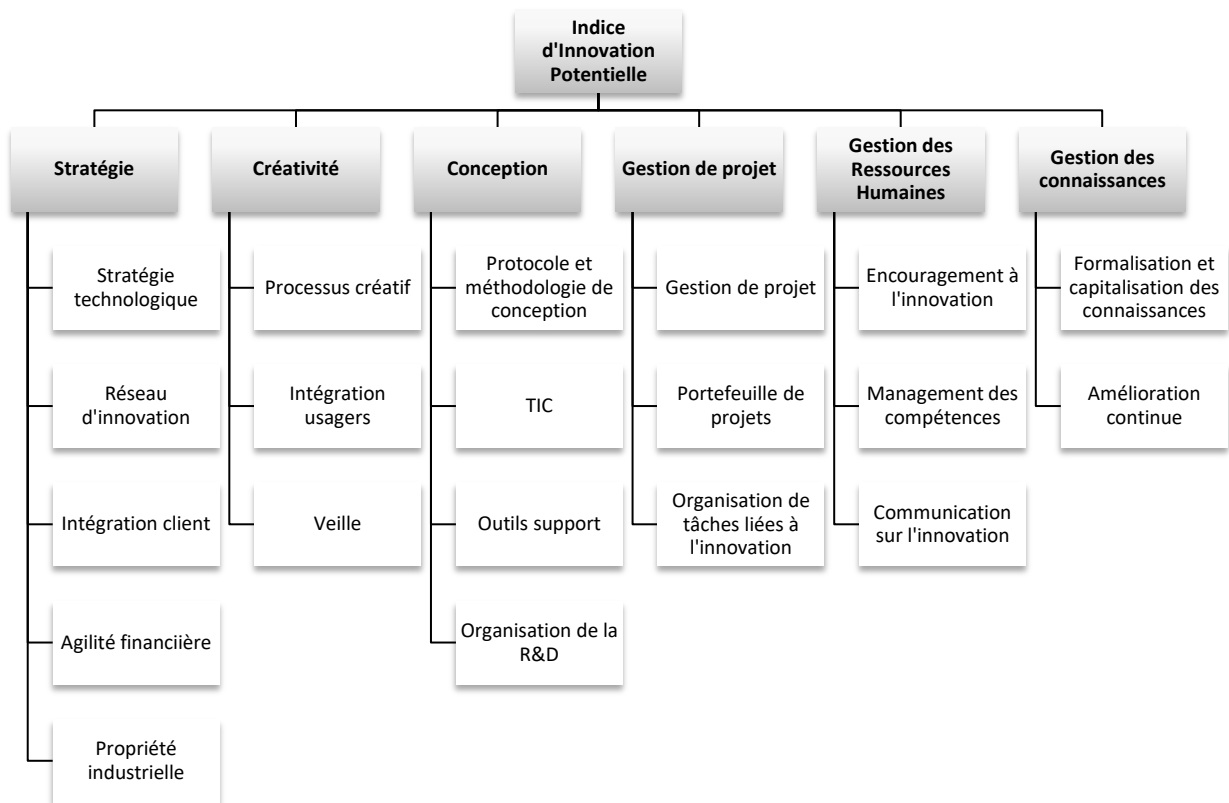 Indice
d'Innovation
Potentielle
Stratégie
Créativité
Conception
Gestion de projet
Gestion des
Ressources
Humaines
Gestion des
connaissances
Stratégie
technologique
Réseau
d'innovation
Intégration client
Agilité financiière
Propriété
industrielle
Processus créatif
Intégration
usagers
Veille
Protocole et
méthodologie de
conception
TIC
Outils support
Organisation de la
R&D
Gestion de projet
Portefeuille de
projets
Organisation de
tâches liées à
l'innovation
Encouragement à
l'innovation
Management des
compétences
Communication
sur l'innovation
Formalisation et
capitalisation des
connaissances
Amélioration
continue